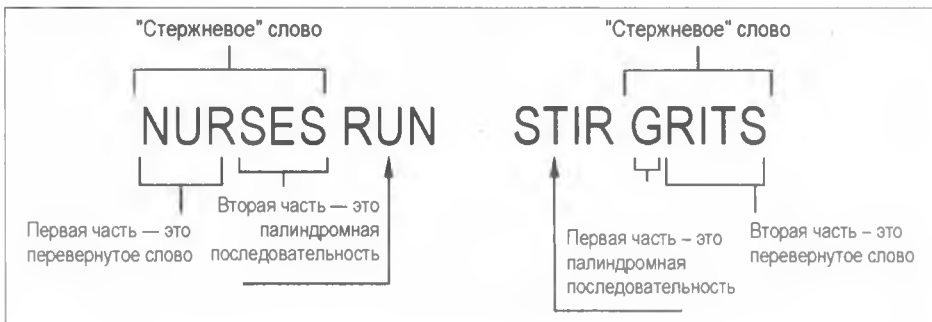 "Стержневое" слово
"Стержневое" слово
NURSES RUN
STIR GRITS
Первая часть — это
перевернутое слово
Вторая часть — это
палиндромная
последовательность
Первая часть – это
палиндромная
последовательность
Вторая часть – это
перевернутое слово